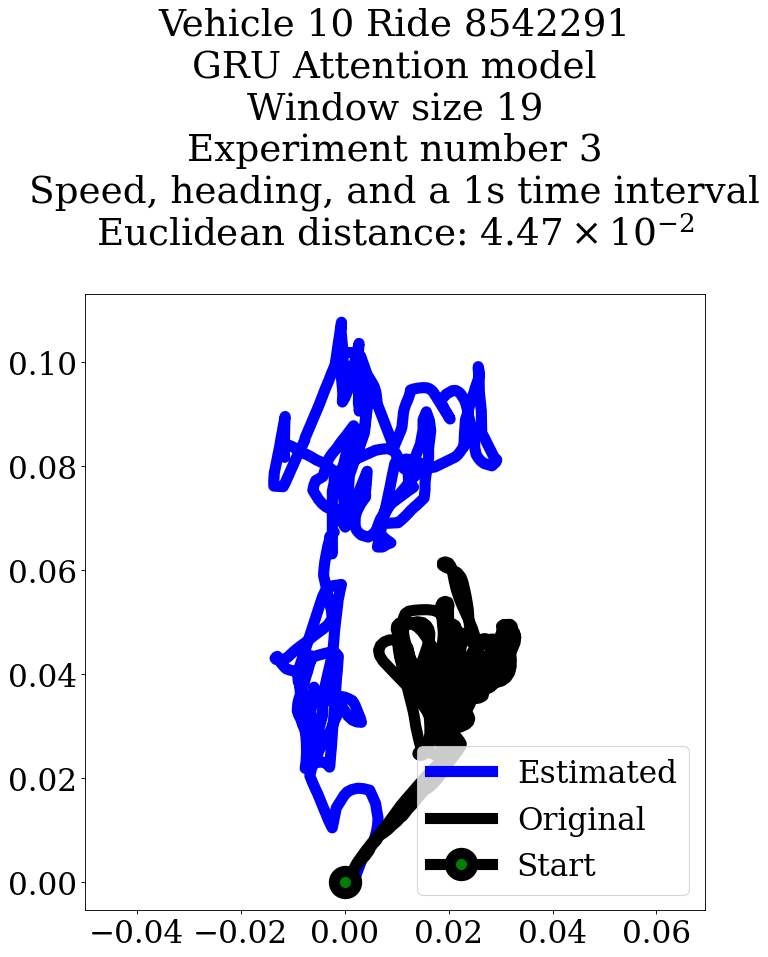 Vehicle 10 Ride 8542291
GRU Attention model
Window size 19
Experiment number 3
Speed, heading, and a 1s time interval
Euclidean distance: 4.47 × 10⁻²
0.10
0.08
0.06
0.04
0.02
0.00
Estimated
Original
Start
−0.04 −0.02 0.00 0.02 0.04 0.06